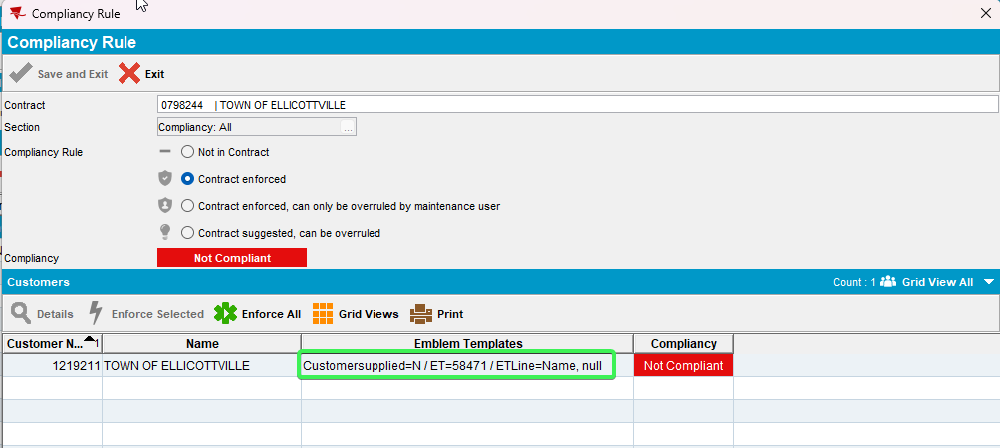 Compliancy Rule
Compliancy Rule
Save and Exit Exit
Contract 0798244 | TOWN OF ELLICOTTVILLE
Section Compliancy: All ...
Compliancy Rule Not in Contract
Contract enforced
Contract enforced, can only be overruled by maintenance user
Contract suggested, can be overruled
Compliancy Not Compliant
Customers Count : 1 Grid View All
Details Enforce Selected Enforce All Grid Views Print
Customer N... 1 Name Emblem Templates Compliancy
1219211 TOWN OF ELLICOTTVILLE Customersupplied=N / ET=58471 / ETLine=Name, null Not Compliant